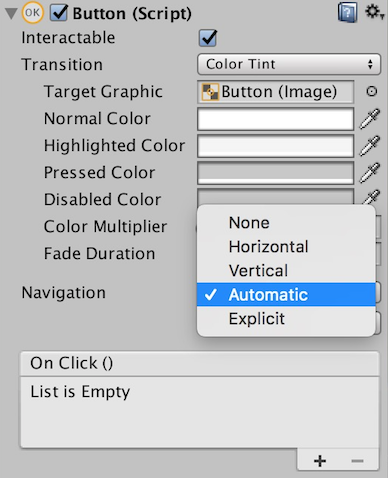 OK Button (Script)
Interactable
Transition Color Tint
Target Graphic Button (Image)
Normal Color
Highlighted Color
Pressed Color
Disabled Color
Color Multiplier
Fade Duration
None
Horizontal
Vertical
Navigation ✓ Automatic
Explicit
On Click ()
List is Empty
+ −